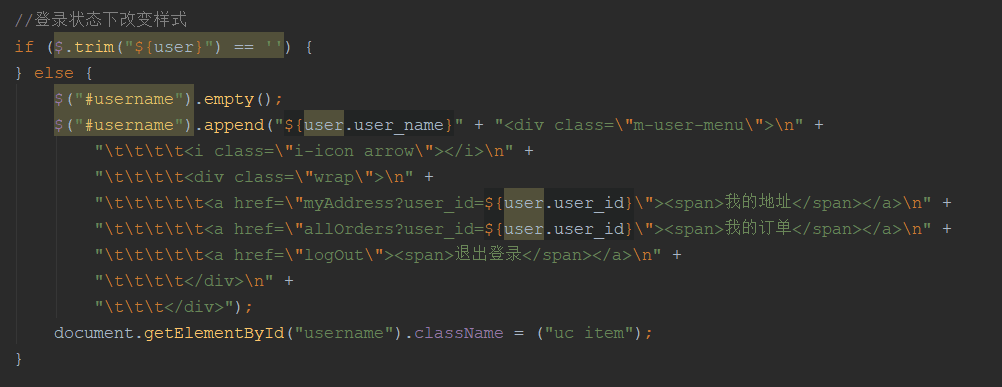 //登录状态下改变样式
if ($.trim("${user}") == '') {
} else {
$("#username").empty();
$("#username").append("${user.user_name}" + "<div class=\"m-user-menu\">\n" +
"\t\t\t\t<i class=\"i-icon arrow\"></i>\n" +
"\t\t\t\t<div class=\"wrap\">\n" +
"\t\t\t\t\t<a href=\"myAddress?user_id=${user.user_id}\"><span>我的地址</span></a>\n" +
"\t\t\t\t\t<a href=\"allOrders?user_id=${user.user_id}\"><span>我的订单</span></a>\n" +
"\t\t\t\t\t<a href=\"logOut\"><span>退出登录</span></a>\n" +
"\t\t\t\t</div>\n" +
"\t\t\t</div>");
document.getElementById("username").className = ("uc item");
}